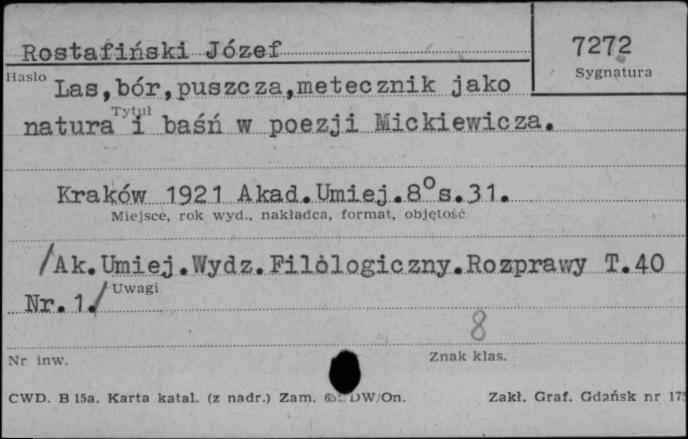 Rostafiński Józef
7272
Hasło
Sygnatura
Las, bór, puszcza, metecznik jako
Tytuł
natura i baśń w poezji Mickiewicza.
Kraków 1921 Akad. Umiej. 8° s. 31.
Miejsce, rok wyd., nakładca, format, objętość
/Ak. Umiej. Wydz. Filologiczny. Rozprawy T. 40
Uwagi
Nr. 1./
8
Nr inw.
Znak klas.
CWD. B 15a. Karta katal. (z nadr.) Zam. DW/On.
Zakł. Graf. Gdańsk nr